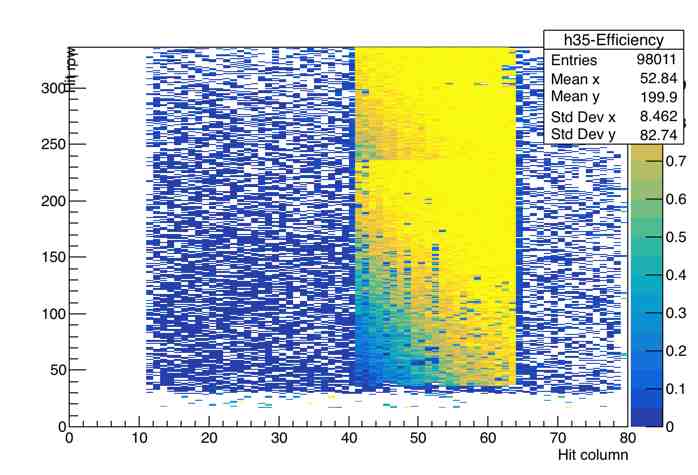 h35-Efficiency
Entries 98011
Mean x 52.84
Mean y 199.9
Std Dev x 8.462
Std Dev y 82.74
300
250
200
150
100
50
0
0 10 20 30 40 50 60 70 80
Hit column
0.7
0.6
0.5
0.4
0.3
0.2
0.1
0